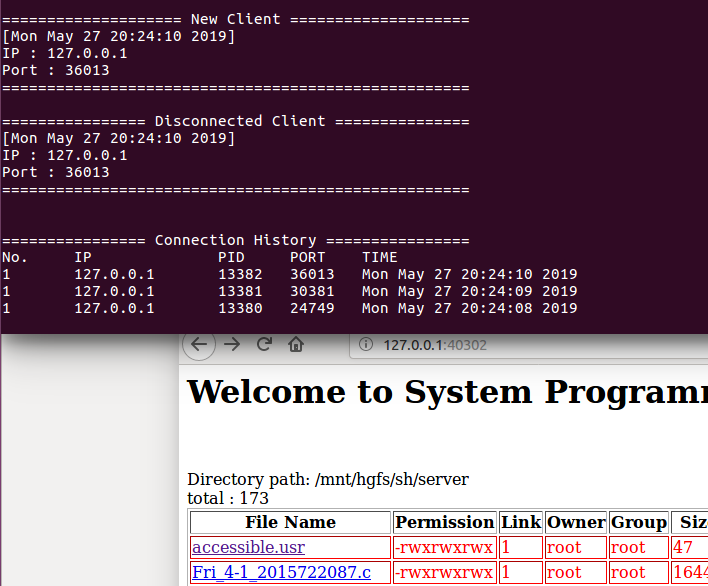 ==================== New Client ====================
[Mon May 27 20:24:10 2019]
IP : 127.0.0.1
Port : 36013
====================================================
================ Disconnected Client ===============
[Mon May 27 20:24:10 2019]
IP : 127.0.0.1
Port : 36013
====================================================
================ Connection History ================
No. IP PID PORT TIME
1 127.0.0.1 13382 36013 Mon May 27 20:24:10 2019
1 127.0.0.1 13381 30381 Mon May 27 20:24:09 2019
1 127.0.0.1 13380 24749 Mon May 27 20:24:08 2019
127.0.0.1:40302
Welcome to System Program
Directory path: /mnt/hgfs/sh/server
total : 173
File Name Permission Link Owner Group Siz
accessible.usr -rwxrwxrwx 1 root root 47
Fri_4-1_2015722087.c -rwxrwxrwx 1 root root 1644